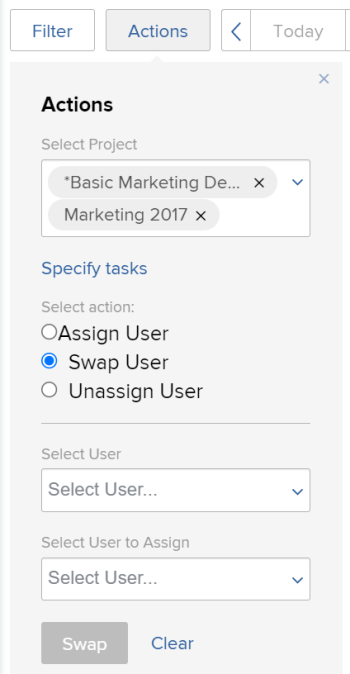 Filter Actions Today
Actions
Select Project
*Basic Marketing De...
Marketing 2017
Specify tasks
Select action:
Assign User
Swap User
Unassign User
Select User
Select User...
Select User to Assign
Select User...
Swap Clear